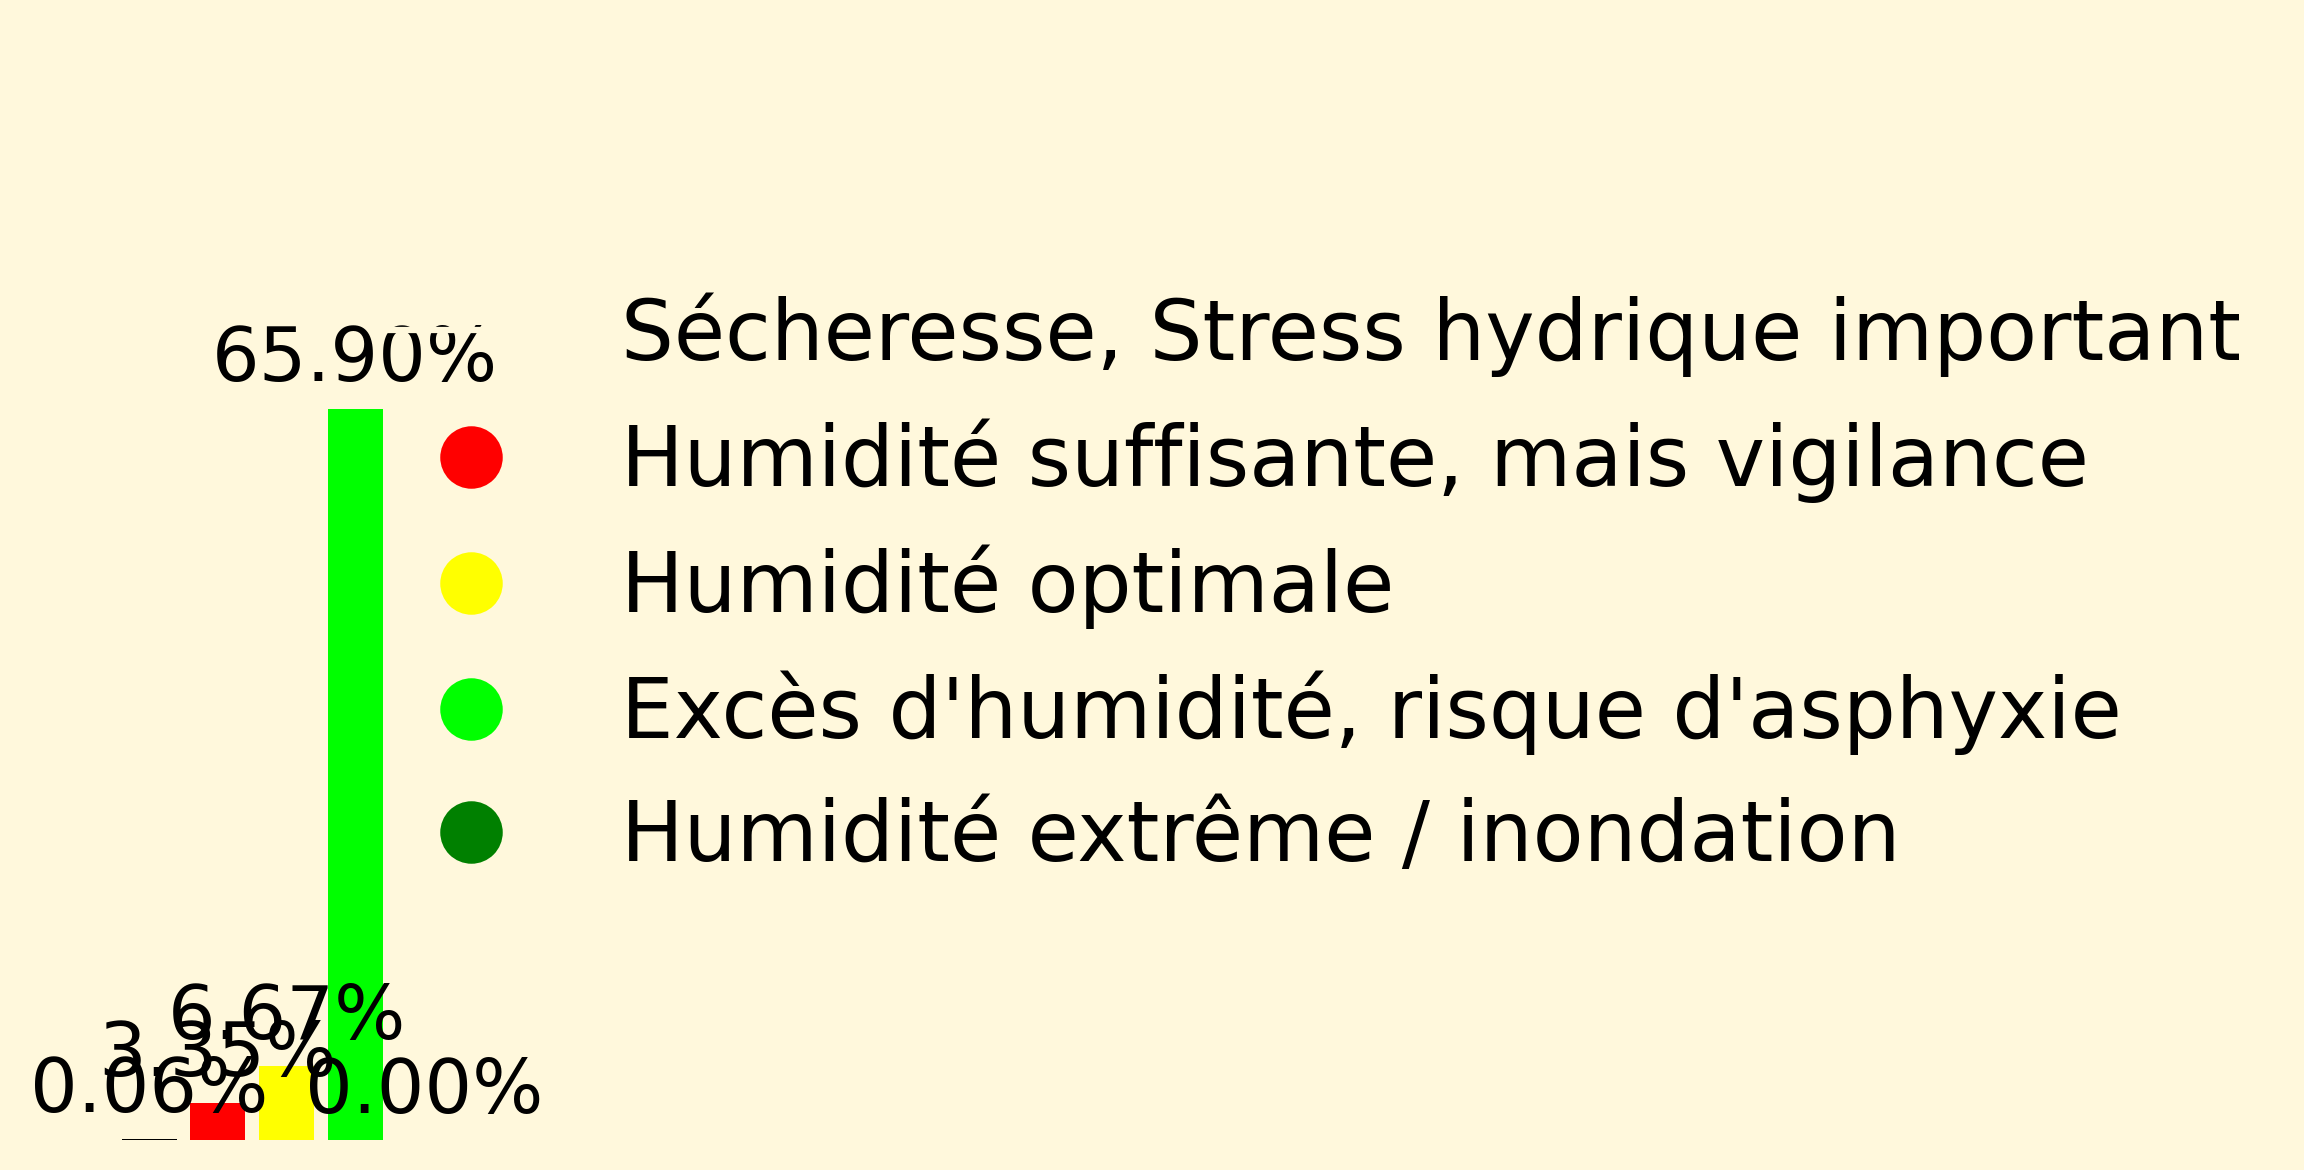 65.90%
Sécheresse, Stress hydrique important
Humidité suffisante, mais vigilance
Humidité optimale
Excès d'humidité, risque d'asphyxie
Humidité extrême / inondation
6.67%
3.35%
0.06%
0.00%